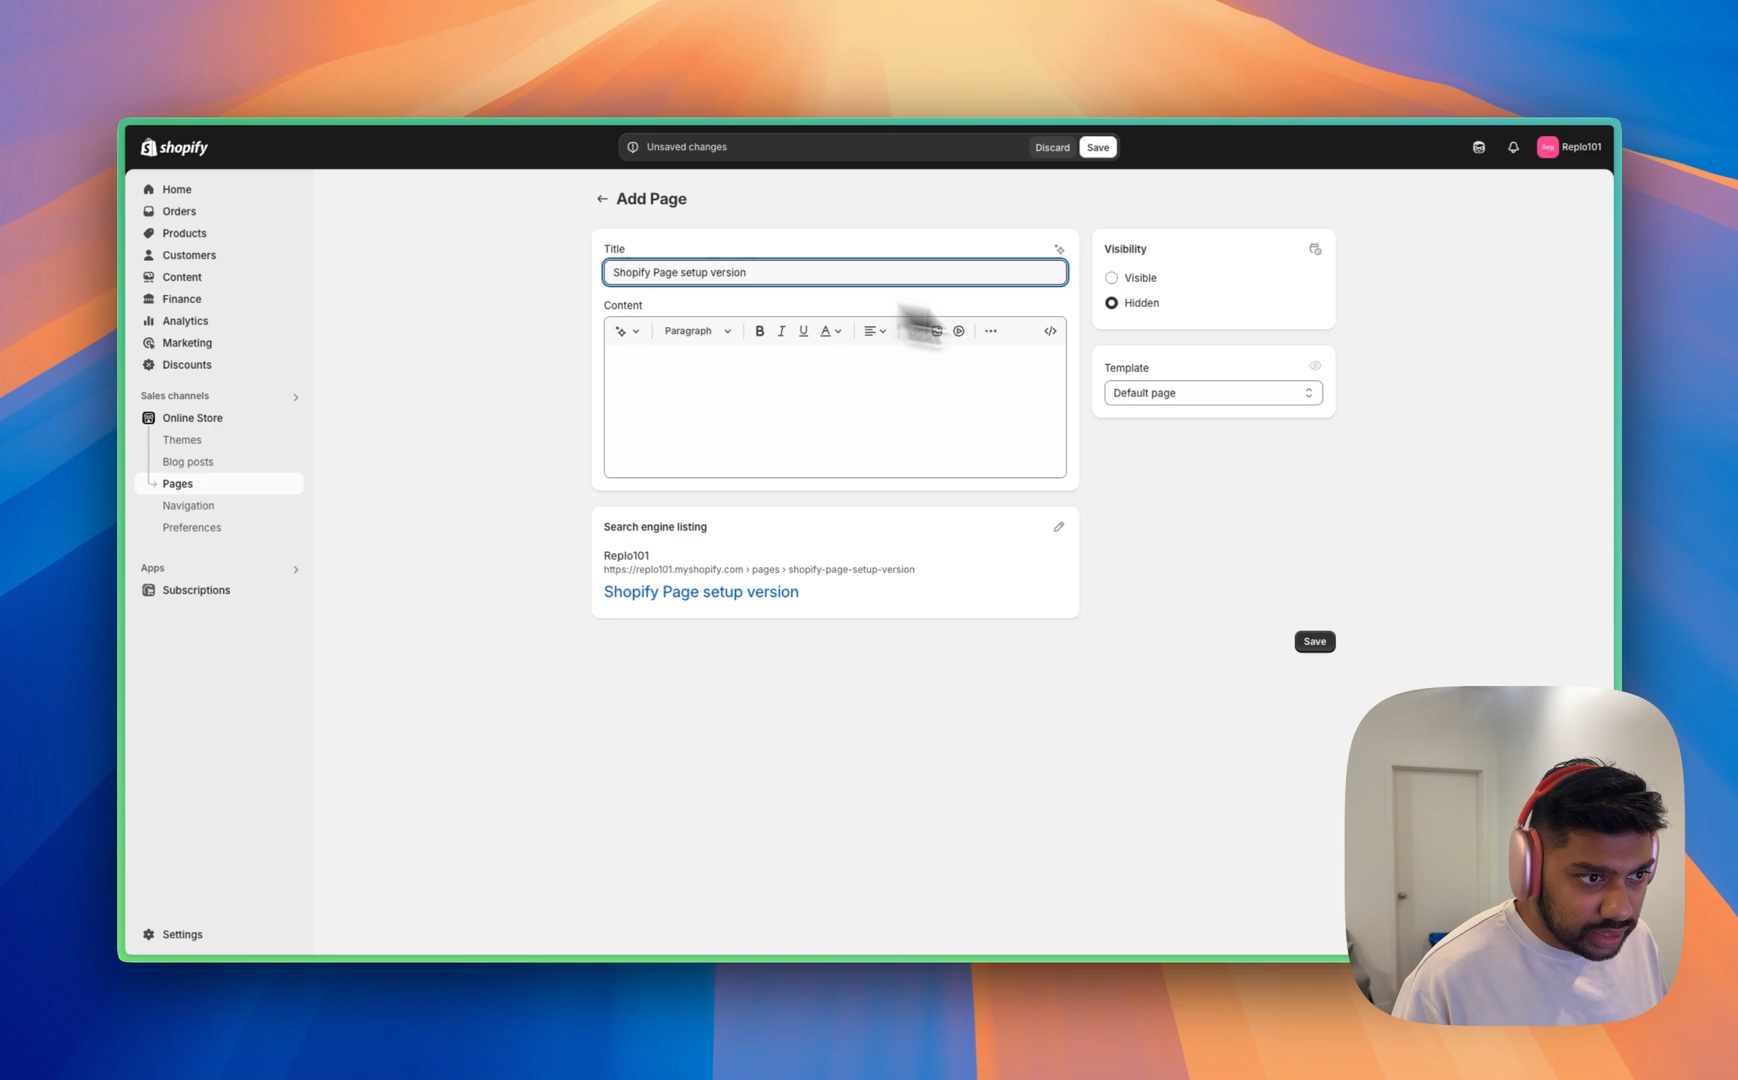 shopify
Unsaved changes
Discard
Save
Rep
Replo101
Home
Orders
Products
Customers
Content
Finance
Analytics
Marketing
Discounts
Sales channels
Online Store
Themes
Blog posts
Pages
Navigation
Preferences
Apps
Subscriptions
Settings
Add Page
Title
Shopify Page setup version
Content
Paragraph
B I U A
Search engine listing
Replo101
https://replo101.myshopify.com › pages › shopify-page-setup-version
Shopify Page setup version
Visibility
Visible
Hidden
Template
Default page
Save